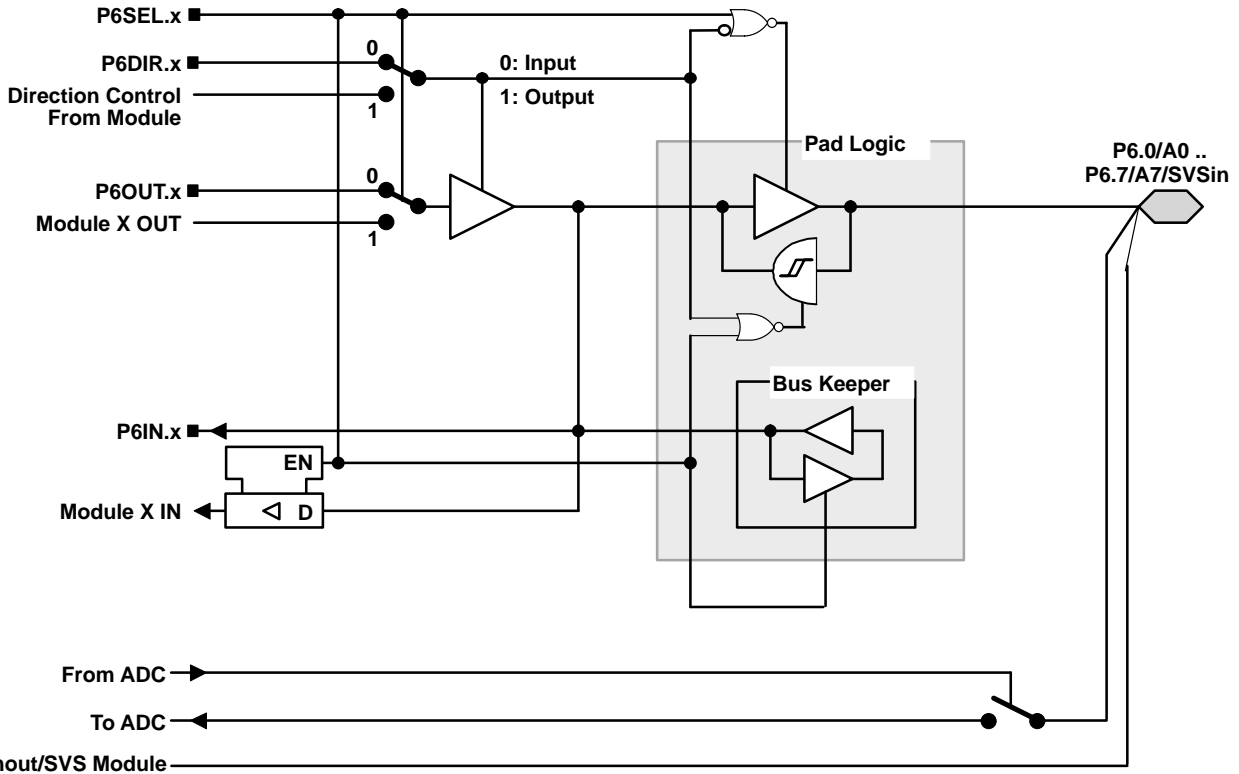 P6SEL.x
P6DIR.x
0
0: Input
Direction Control
From Module
1
1: Output
Pad Logic
P6.0/A0 ..
P6.7/A7/SVSin
P6OUT.x
0
Module X OUT
1
Bus Keeper
P6IN.x
EN
Module X IN
D
From ADC
To ADC
/SVS Module